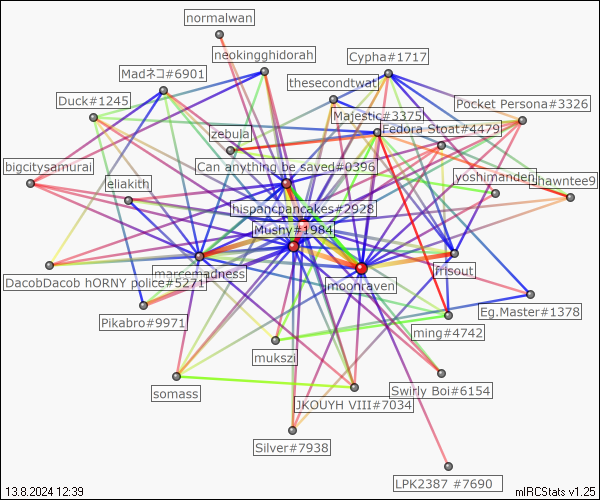 normalwan
neokingghidorah
Cypha#1717
Madネコ#6901
thesecondtwat
Duck#1245
Majestic#3375
Pocket Persona#3326
Fedora Stoat#4479
zebula
bigcitysamurai
Can anything be saved#0396
eliakith
yoshimanden
hawntee9
hispancpancakes#2928
Mushy#1984
marcemadness
frisout
DacobDacob hORNY police#5271
moonraven
Pikabro#9971
Eg.Master#1378
ming#4742
mukszi
somass
Swirly Boi#6154
JKOUYH VIII#7034
Silver#7938
LPK2387 #7690
13.8.2024 12:39
mIRCStats v1.25